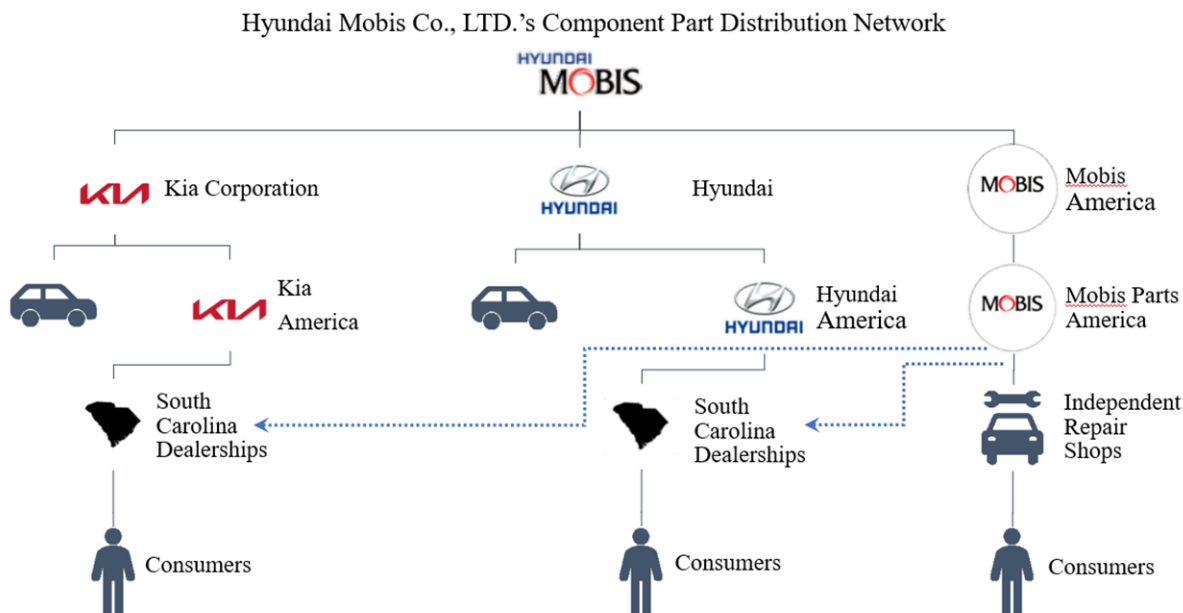 Hyundai Mobis Co., LTD.’s Component Part Distribution Network
HYUNDAI
MOBIS
KIA
Kia Corporation
HYUNDAI
Hyundai
MOBIS
Mobis
America
KIA
Kia
America
HYUNDAI
Hyundai
America
MOBIS
Mobis Parts
America
South
Carolina
Dealerships
South
Carolina
Dealerships
Independent
Repair
Shops
Consumers
Consumers
Consumers